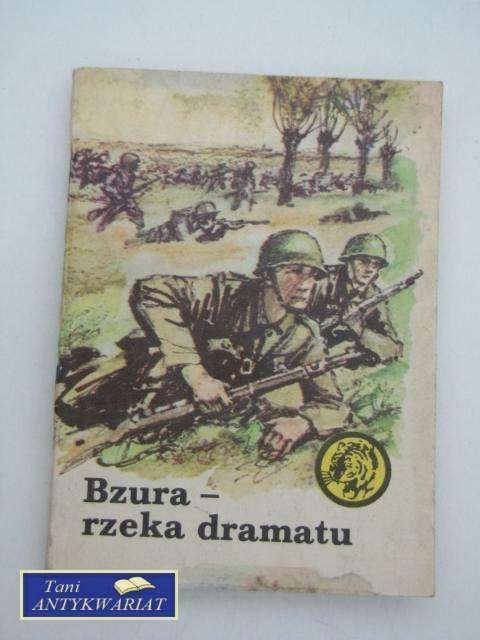 Bzura –
rzeka dramatu
Tani
ANTYKWARIAT